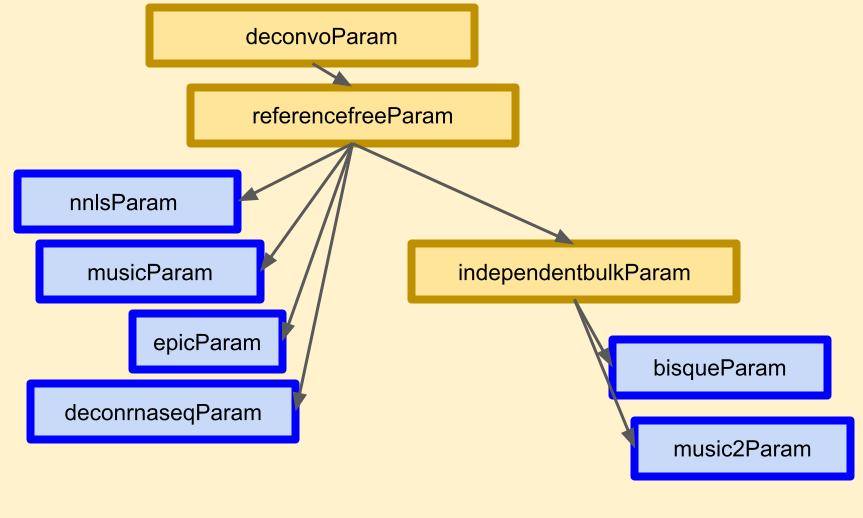 deconvoParam
referencefreeParam
nnlsParam
musicParam
independentbulkParam
epicParam
bisqueParam
deconrnaseqParam
music2Param